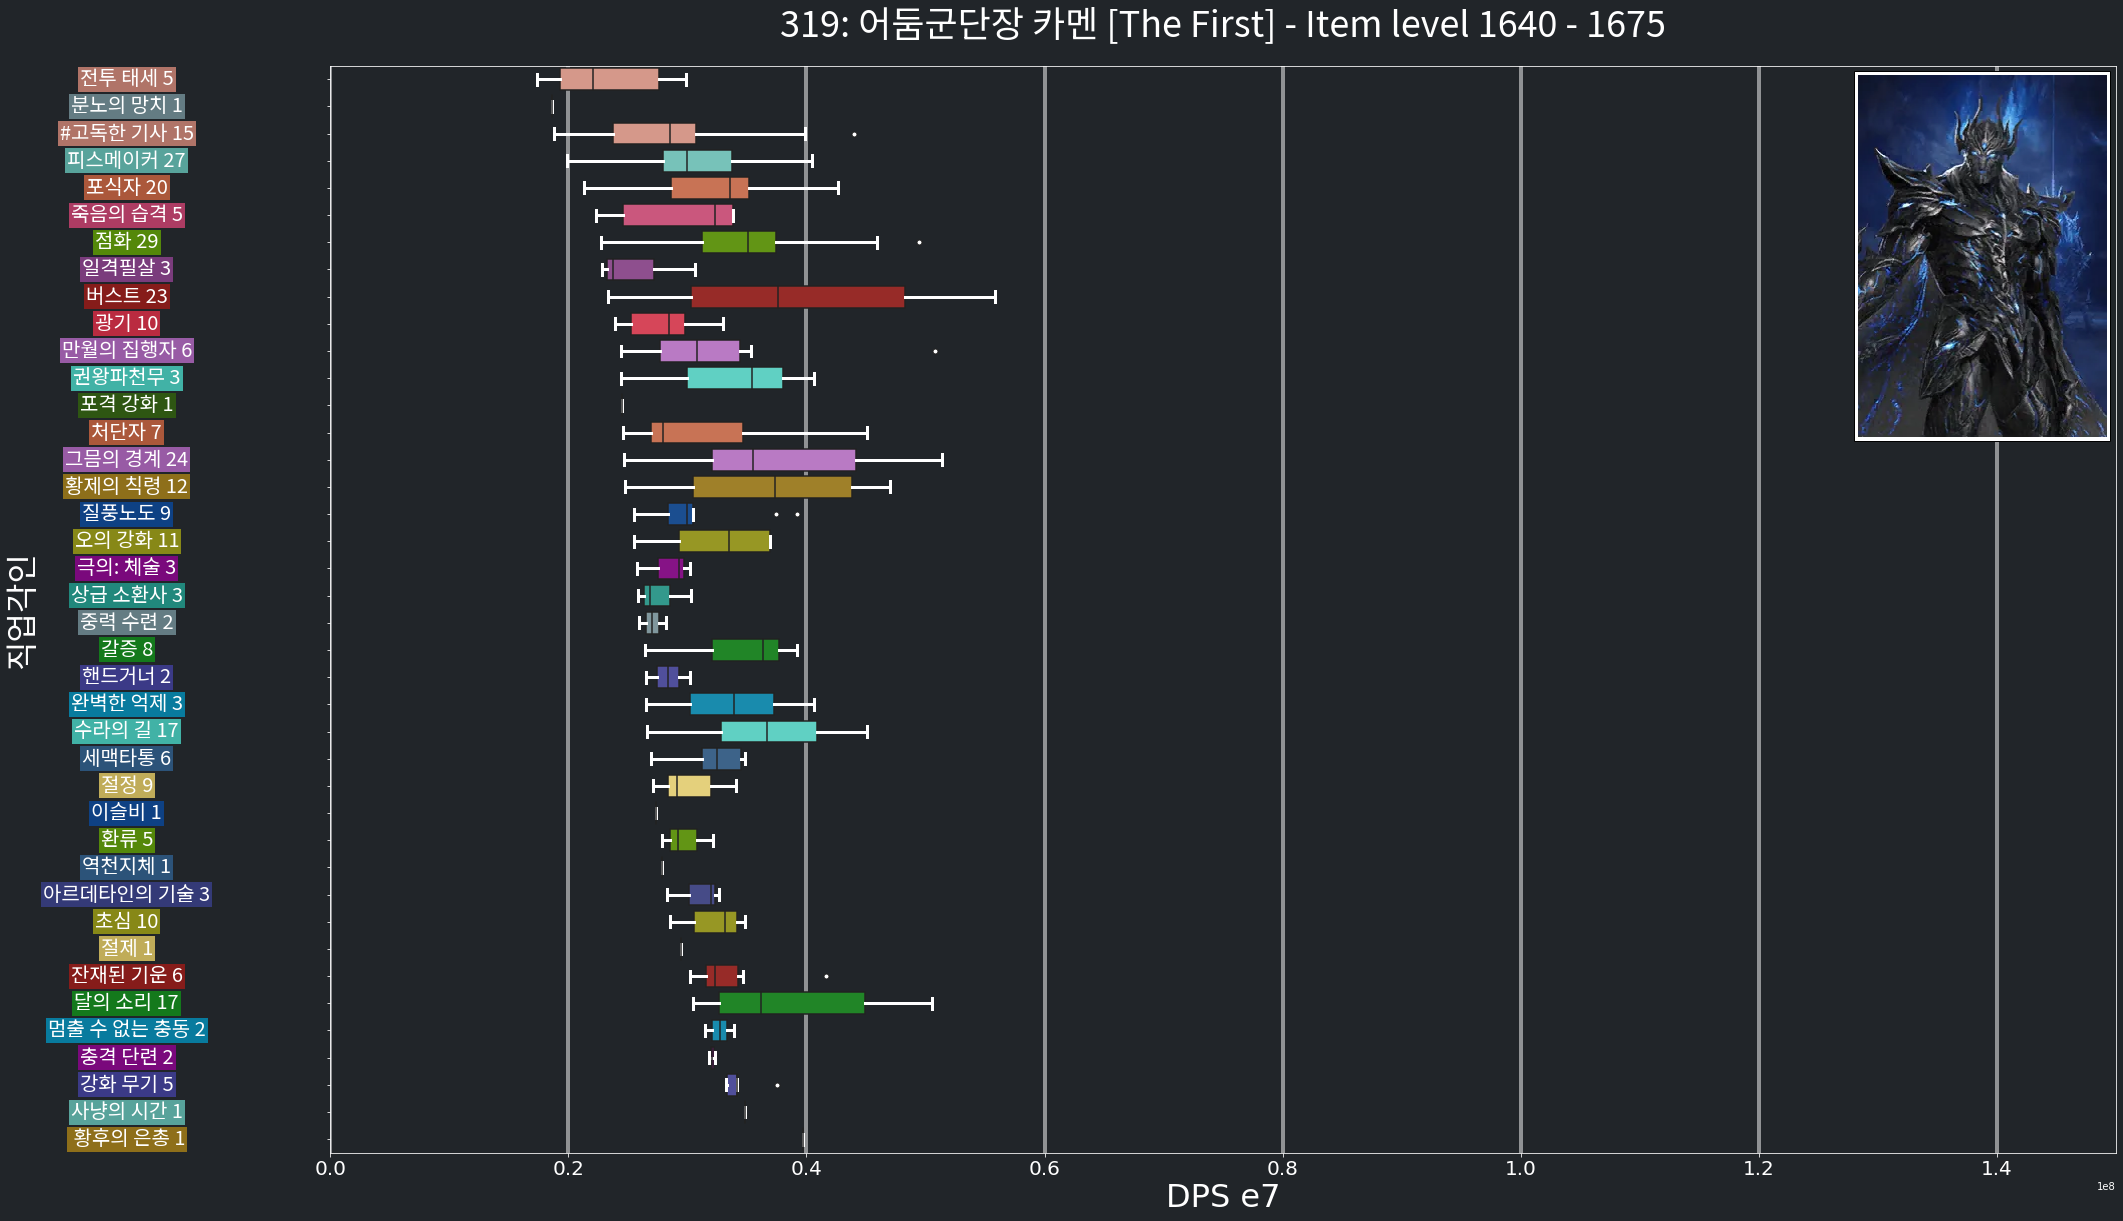 319: 어둠군단장 카멘 [The First] - Item level 1640 - 1675
직업각인
전투 태세 5
분노의 망치 1
#고독한 기사 15
피스메이커 27
포식자 20
죽음의 습격 5
점화 29
일격필살 3
버스트 23
광기 10
만월의 집행자 6
권왕파천무 3
포격 강화 1
처단자 7
그믐의 경계 24
황제의 칙령 12
질풍노도 9
오의 강화 11
극의: 체술 3
상급 소환사 3
중력 수련 2
갈증 8
핸드거너 2
완벽한 억제 3
수라의 길 17
세맥타통 6
절정 9
이슬비 1
환류 5
역천지체 1
아르데타인의 기술 3
초심 10
절제 1
잔재된 기운 6
달의 소리 17
멈출 수 없는 충동 2
충격 단련 2
강화 무기 5
사냥의 시간 1
황후의 은총 1
0.0 0.2 0.4 0.6 0.8 1.0 1.2 1.4
1e8
DPS e7